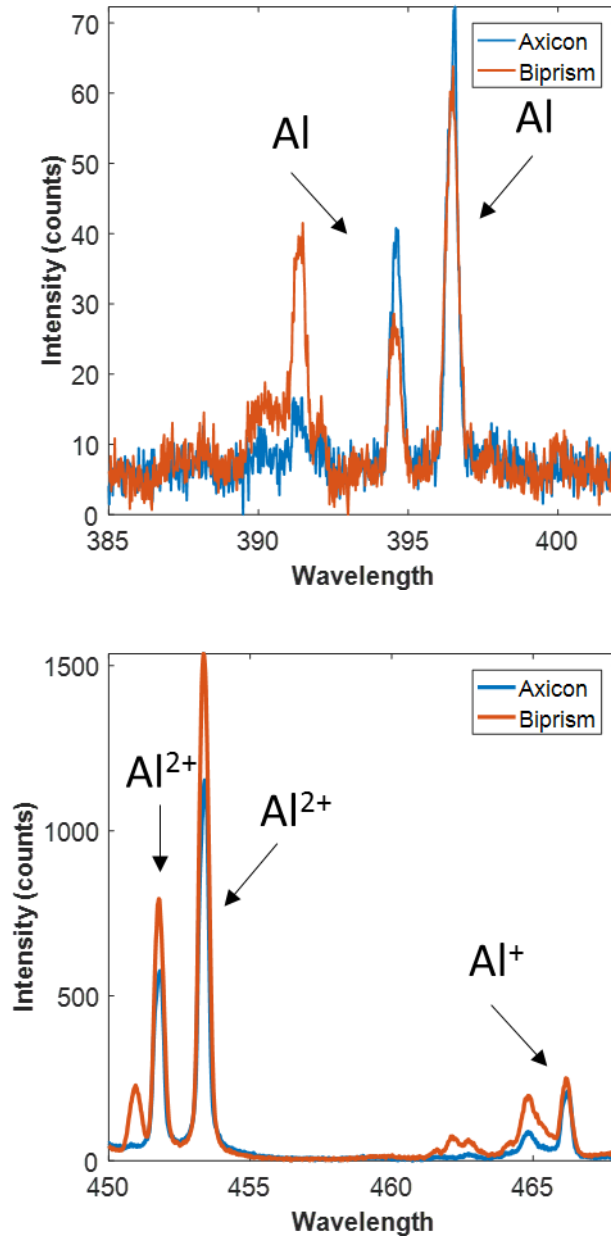 70
60
50
40
30
20
10
0
Intensity (counts)
Axicon
Biprism
Al
Al
385
390
395
400
Wavelength
1500
1000
500
0
Intensity (counts)
Axicon
Biprism
Al²⁺
Al²⁺
Al⁺
450
455
460
465
Wavelength